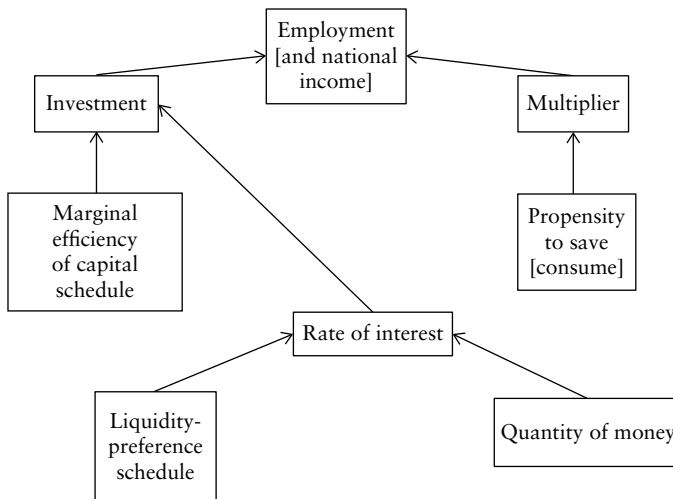 Employment
[and national
income]
Investment
Multiplier
Marginal
efficiency
of capital
schedule
Propensity
to save
[consume]
Rate of interest
Liquidity-
preference
schedule
Quantity of money